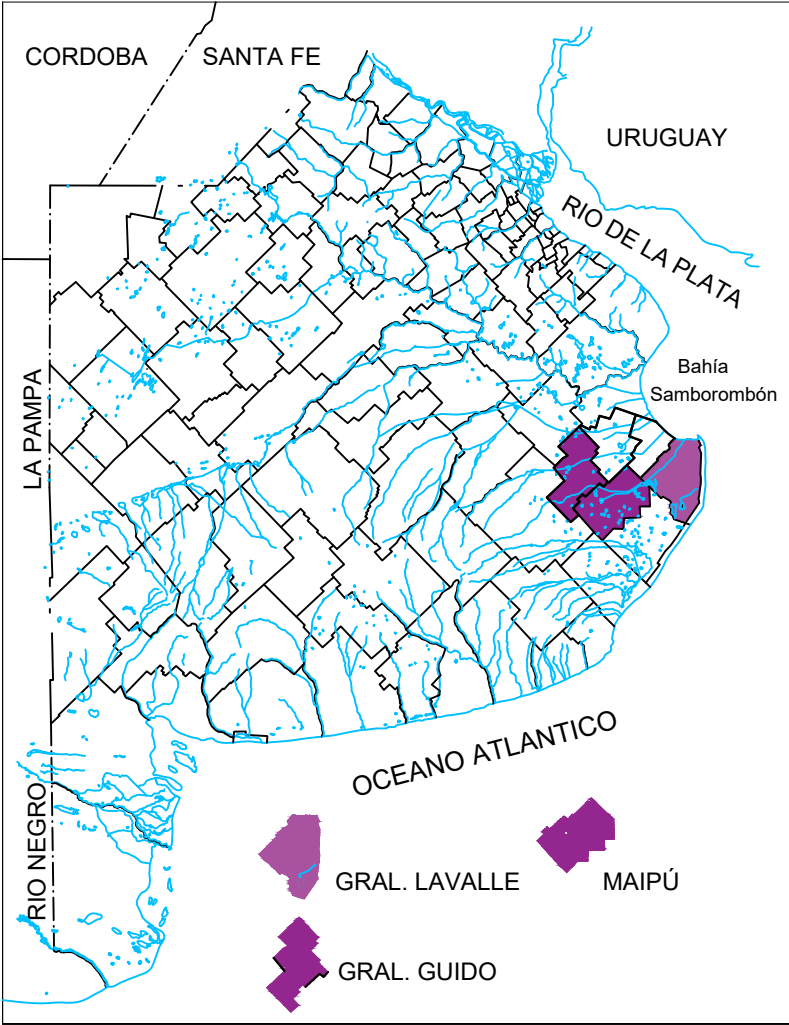 CORDOBA
SANTA FE
URUGUAY
RIO DE LA PLATA
Bahía
Samborombón
LA PAMPA
OCEANO ATLANTICO
RIO NEGRO
GRAL. LAVALLE
MAIPÚ
GRAL. GUIDO